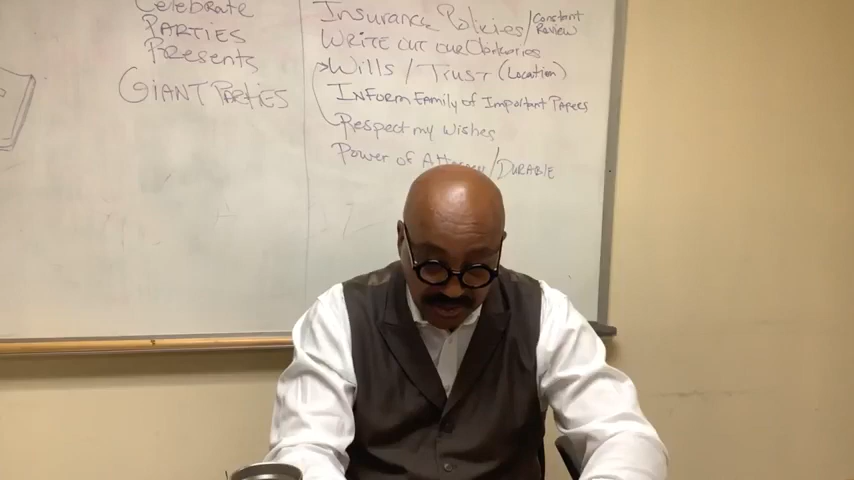 Celebrate
PARTIES
Presents
GIANT PARTIES
Insurance Policies/Constant Review
WRITE OUT OUR Obituaries
>Wills / TRUST (Location)
INFORM FAMILY of Important Papers
Respect my Wishes
Power of Attorney/DURABLE